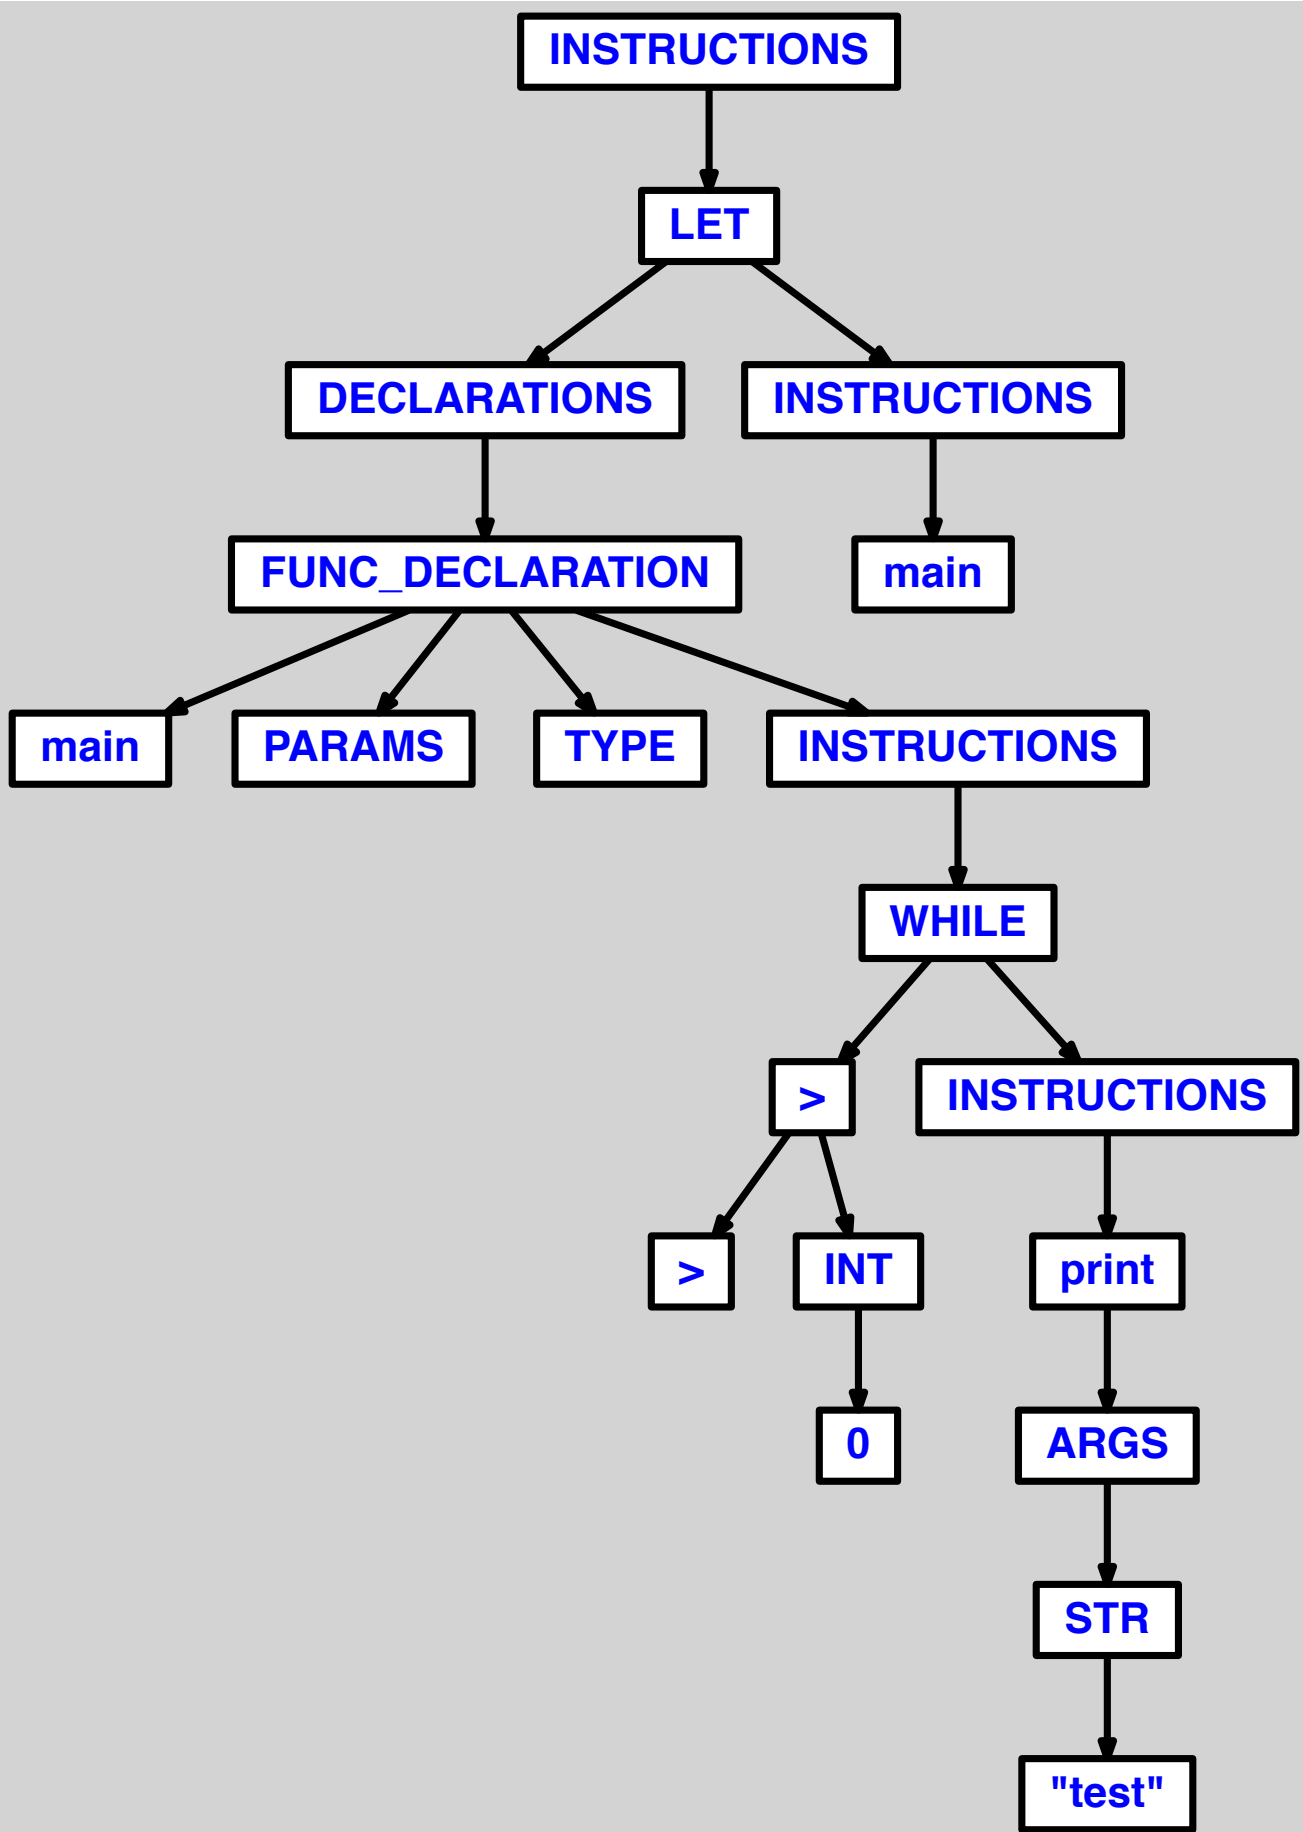 INSTRUCTIONS
LET
DECLARATIONS
INSTRUCTIONS
FUNC_DECLARATION
main
main
PARAMS
TYPE
INSTRUCTIONS
WHILE
>
INSTRUCTIONS
>
INT
print
0
ARGS
STR
"test"